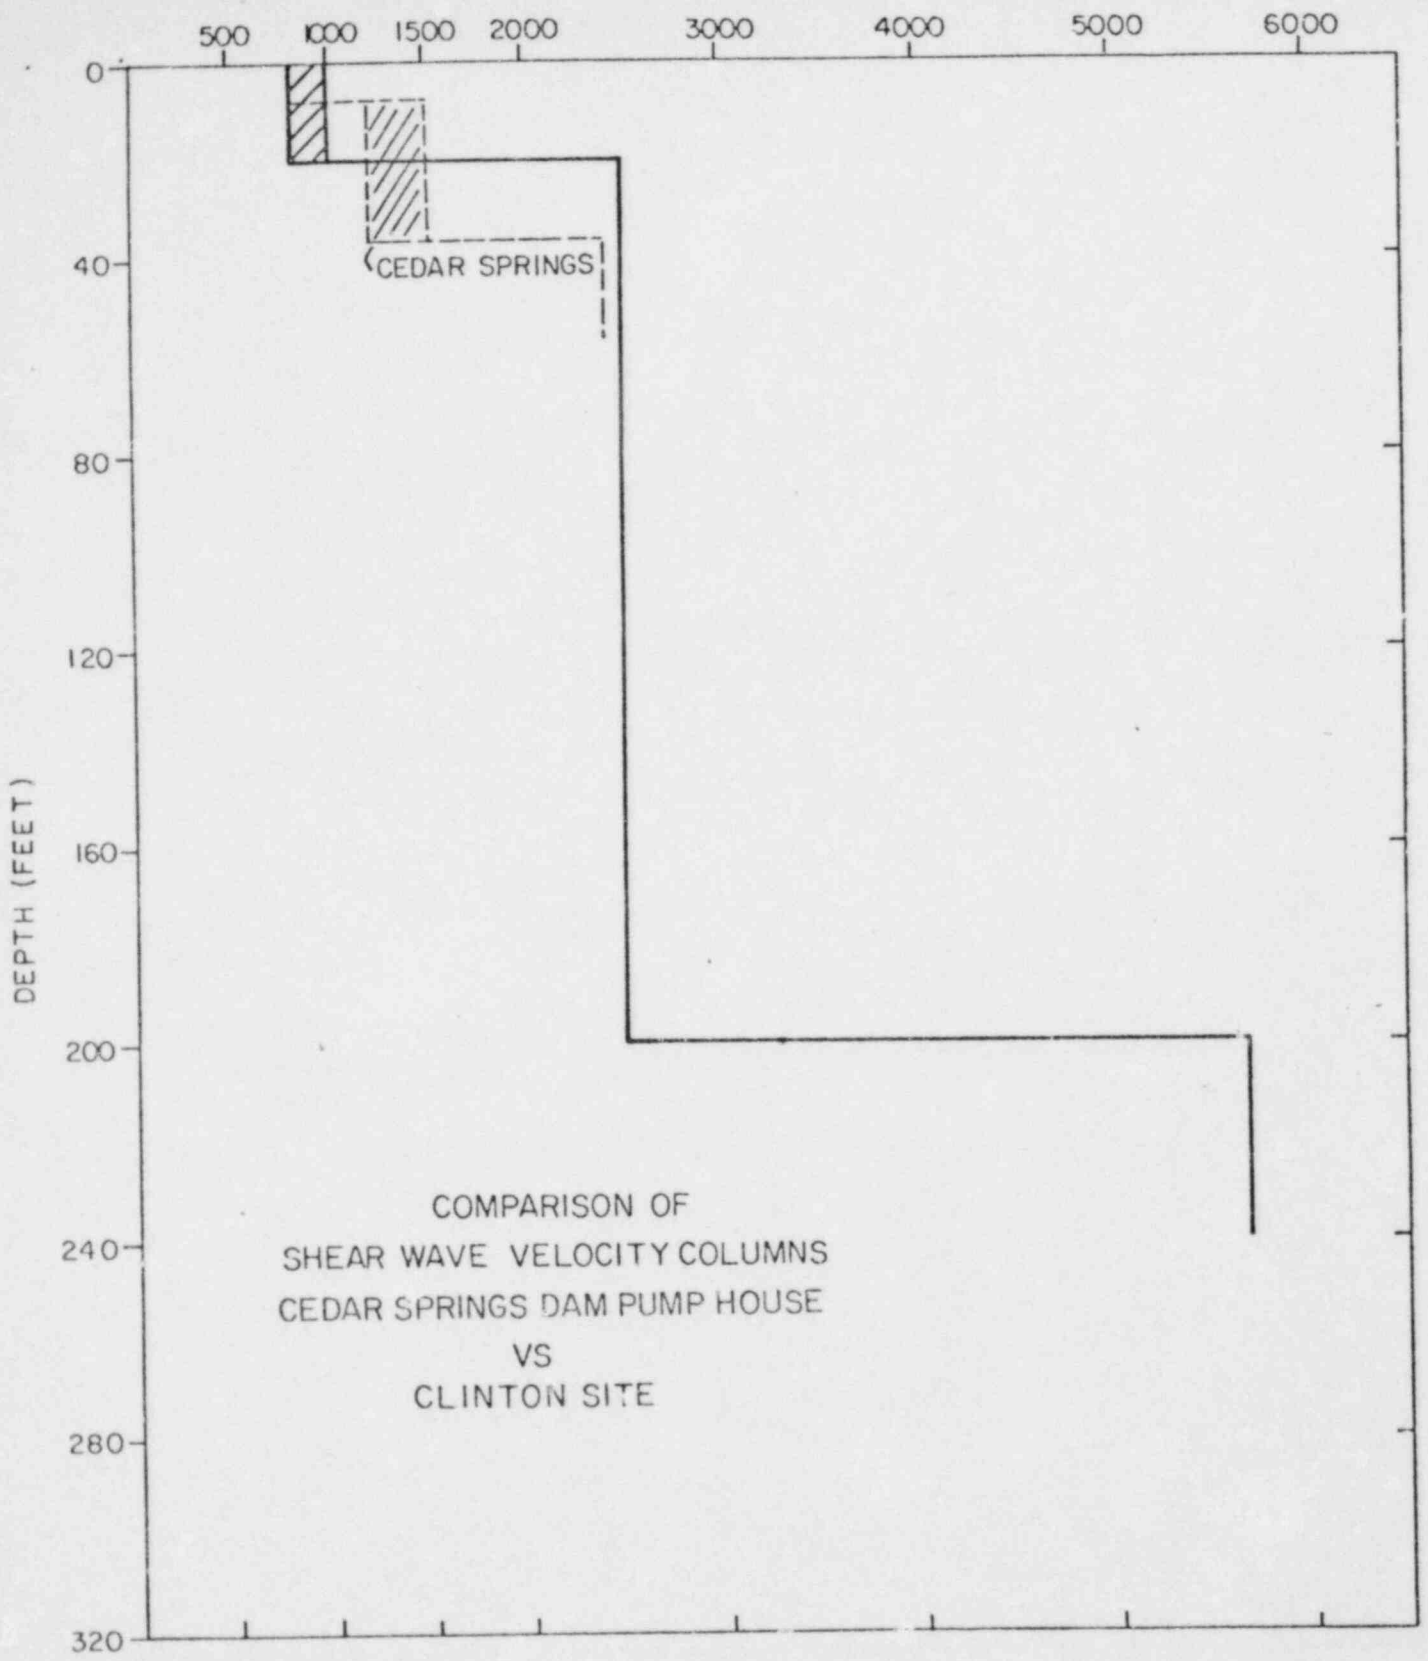 500 1000 1500 2000 3000 4000 5000 6000
0
40
80
120
160
200
240
280
320
DEPTH (FEET)
CEDAR SPRINGS
COMPARISON OF
SHEAR WAVE VELOCITY COLUMNS
CEDAR SPRINGS DAM PUMP HOUSE
VS
CLINTON SITE